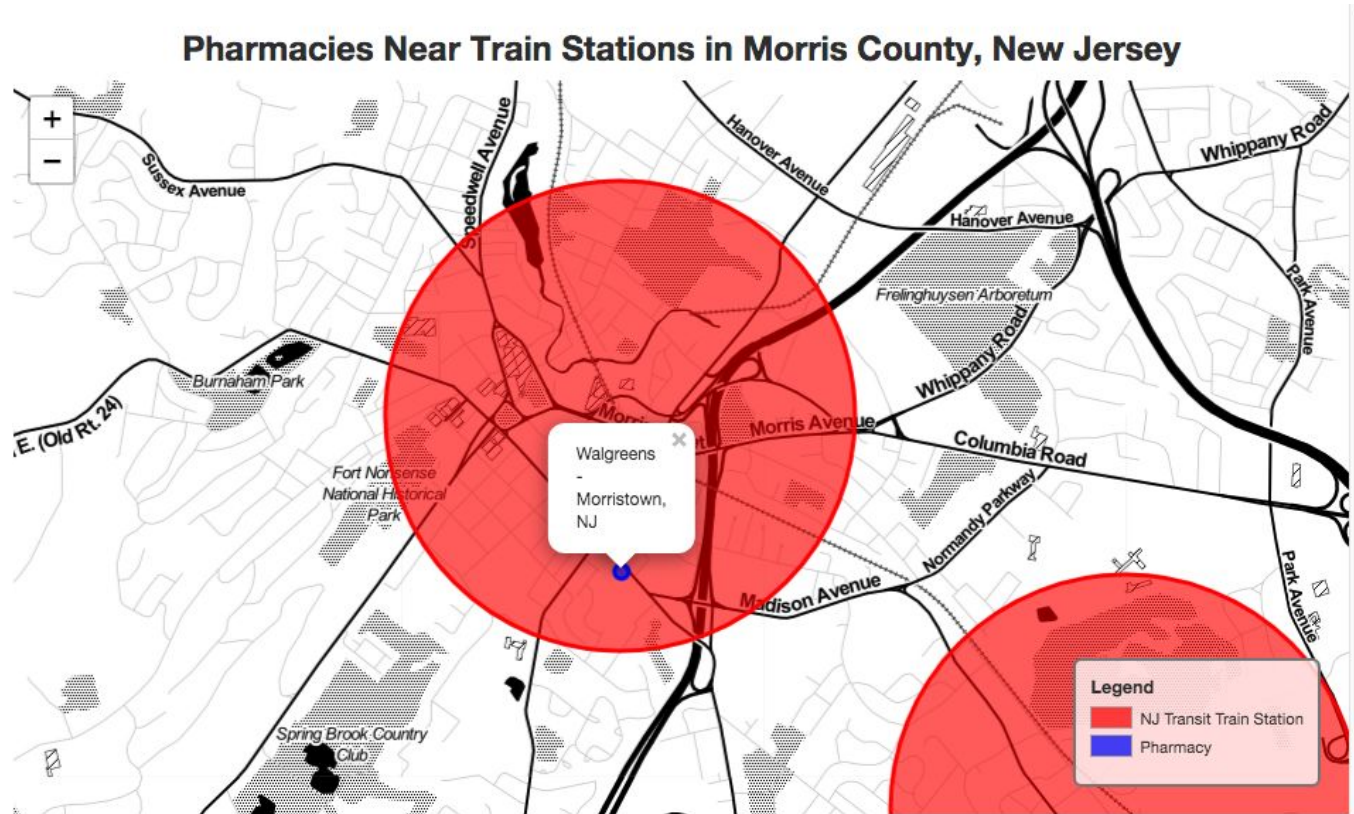 Pharmacies Near Train Stations in Morris County, New Jersey
+
−
Speedwell Avenue
Hanover Avenue
Whippany Road
Sussex Avenue
Hanover Avenue
Frelinghuysen Arboretum
Park Avenue
Whippany Road
Burnaham Park
E. (Old Rt. 24)
Morris Avenue
Columbia Road
Walgreens
-
Morristown,
NJ
×
Fort Nonsense
National Historical
Park
Normandy Parkway
Madison Avenue
Park Avenue
Spring Brook Country
Club
Legend
NJ Transit Train Station
Pharmacy